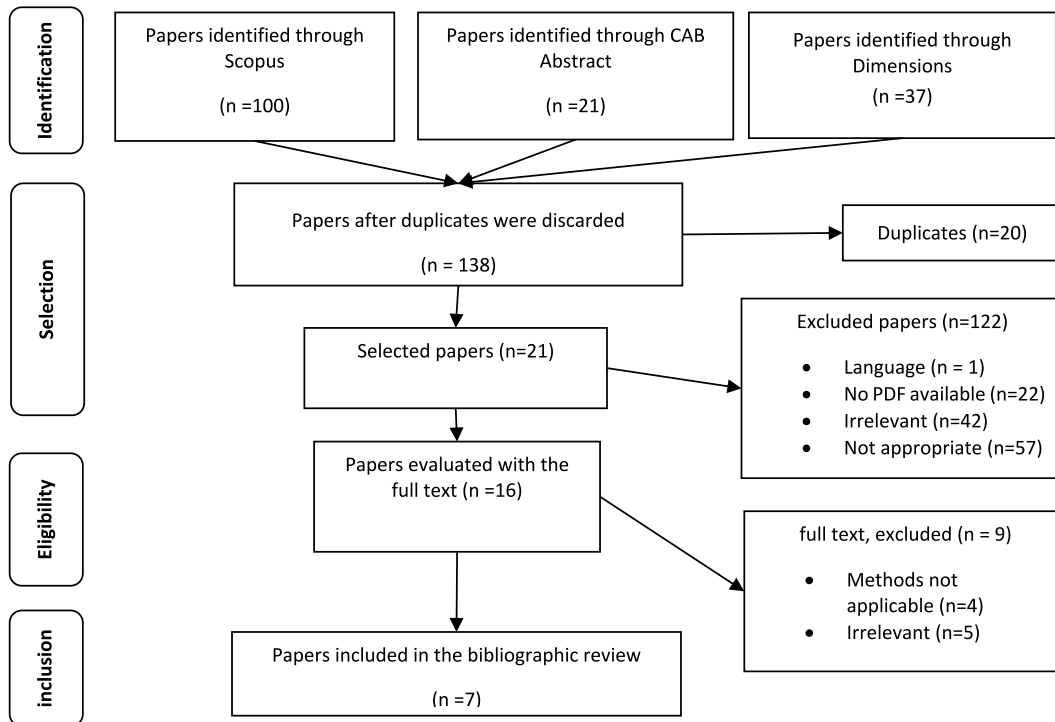 Identification
Papers identified through
Scopus
(n =100)
Papers identified through CAB
Abstract
(n =21)
Papers identified through
Dimensions
(n =37)
Selection
Papers after duplicates were discarded
(n = 138)
Duplicates (n=20)
Selected papers (n=21)
Excluded papers (n=122)
• Language (n = 1)
• No PDF available (n=22)
• Irrelevant (n=42)
• Not appropriate (n=57)
Eligibility
Papers evaluated with the
full text (n =16)
full text, excluded (n = 9)
• Methods not
applicable (n=4)
• Irrelevant (n=5)
inclusion
Papers included in the bibliographic review
(n =7)